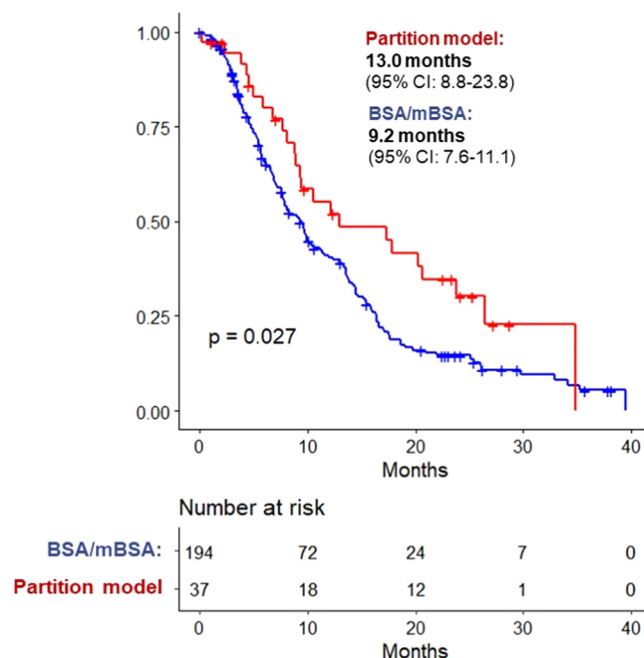 1.00
0.75
0.50
0.25
0.00
Partition model:
13.0 months
(95% CI: 8.8-23.8)
BSA/mBSA:
9.2 months
(95% CI: 7.6-11.1)
p = 0.027
0 10 20 30 40
Months
Number at risk
BSA/mBSA: 194 72 24 7 0
Partition model 37 18 12 1 0
0 10 20 30 40
Months